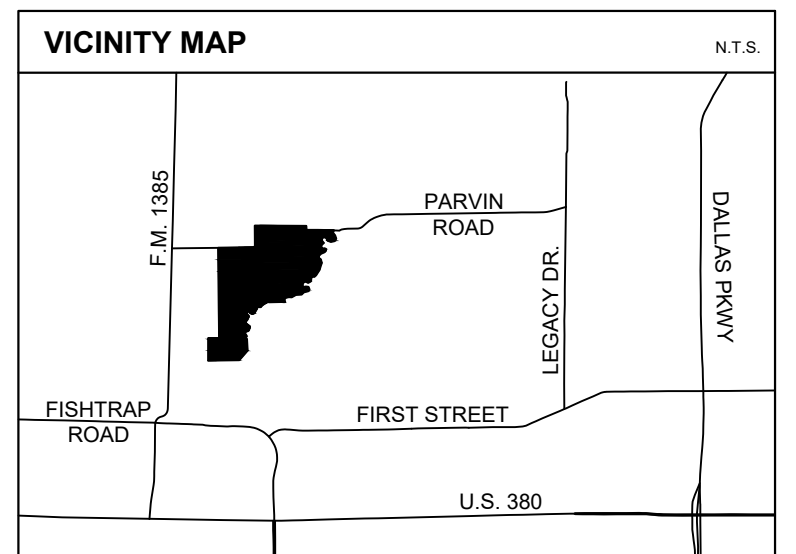 VICINITY MAP
N.T.S.
F.M. 1385
PARVIN
ROAD
LEGACY DR.
DALLAS PKWY
FISHTRAP
ROAD
FIRST STREET
U.S. 380